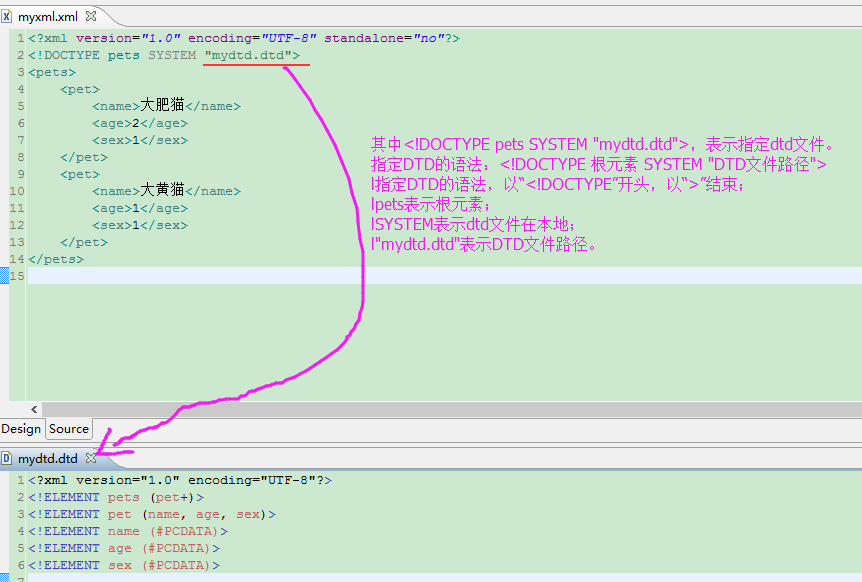 myxml.xml
1 <?xml version="1.0" encoding="UTF-8" standalone="no"?>
2 <!DOCTYPE pets SYSTEM "mydtd.dtd">
3 <pets>
4 <pet>
5 <name>大肥猫</name>
6 <age>2</age>
7 <sex>1</sex>
8 </pet>
9 <pet>
10 <name>大黄猫</name>
11 <age>1</age>
12 <sex>1</sex>
13 </pet>
14 </pets>
15
其中<!DOCTYPE pets SYSTEM "mydtd.dtd">，表示指定dtd文件。
指定DTD的语法：<!DOCTYPE 根元素 SYSTEM "DTD文件路径">
l指定DTD的语法，以“<!DOCTYPE”开头，以“>”结束；
lpets表示根元素；
lSYSTEM表示dtd文件在本地；
l"mydtd.dtd"表示DTD文件路径。
Design Source
mydtd.dtd
1 <?xml version="1.0" encoding="UTF-8"?>
2 <!ELEMENT pets (pet+)>
3 <!ELEMENT pet (name, age, sex)>
4 <!ELEMENT name (#PCDATA)>
5 <!ELEMENT age (#PCDATA)>
6 <!ELEMENT sex (#PCDATA)>